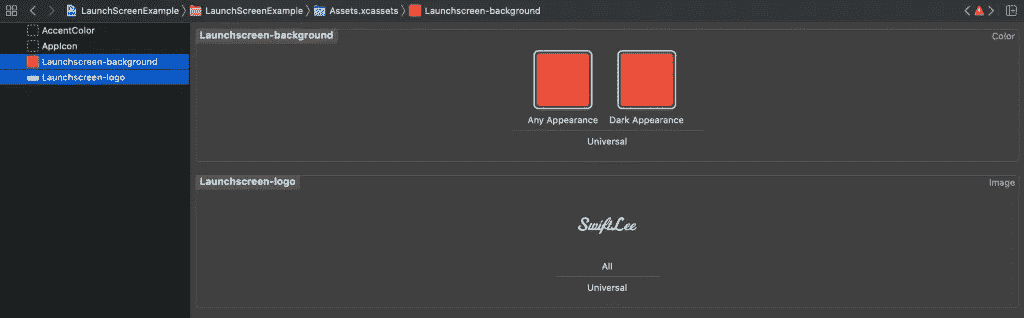 LaunchScreenExample LaunchScreenExample Assets.xcassets Launchscreen-background
AccentColor
AppIcon
Launchscreen-background
Launchscreen-logo
Launchscreen-background
Color
Any Appearance Dark Appearance
Universal
Launchscreen-logo
Image
SwiftLee
All
Universal